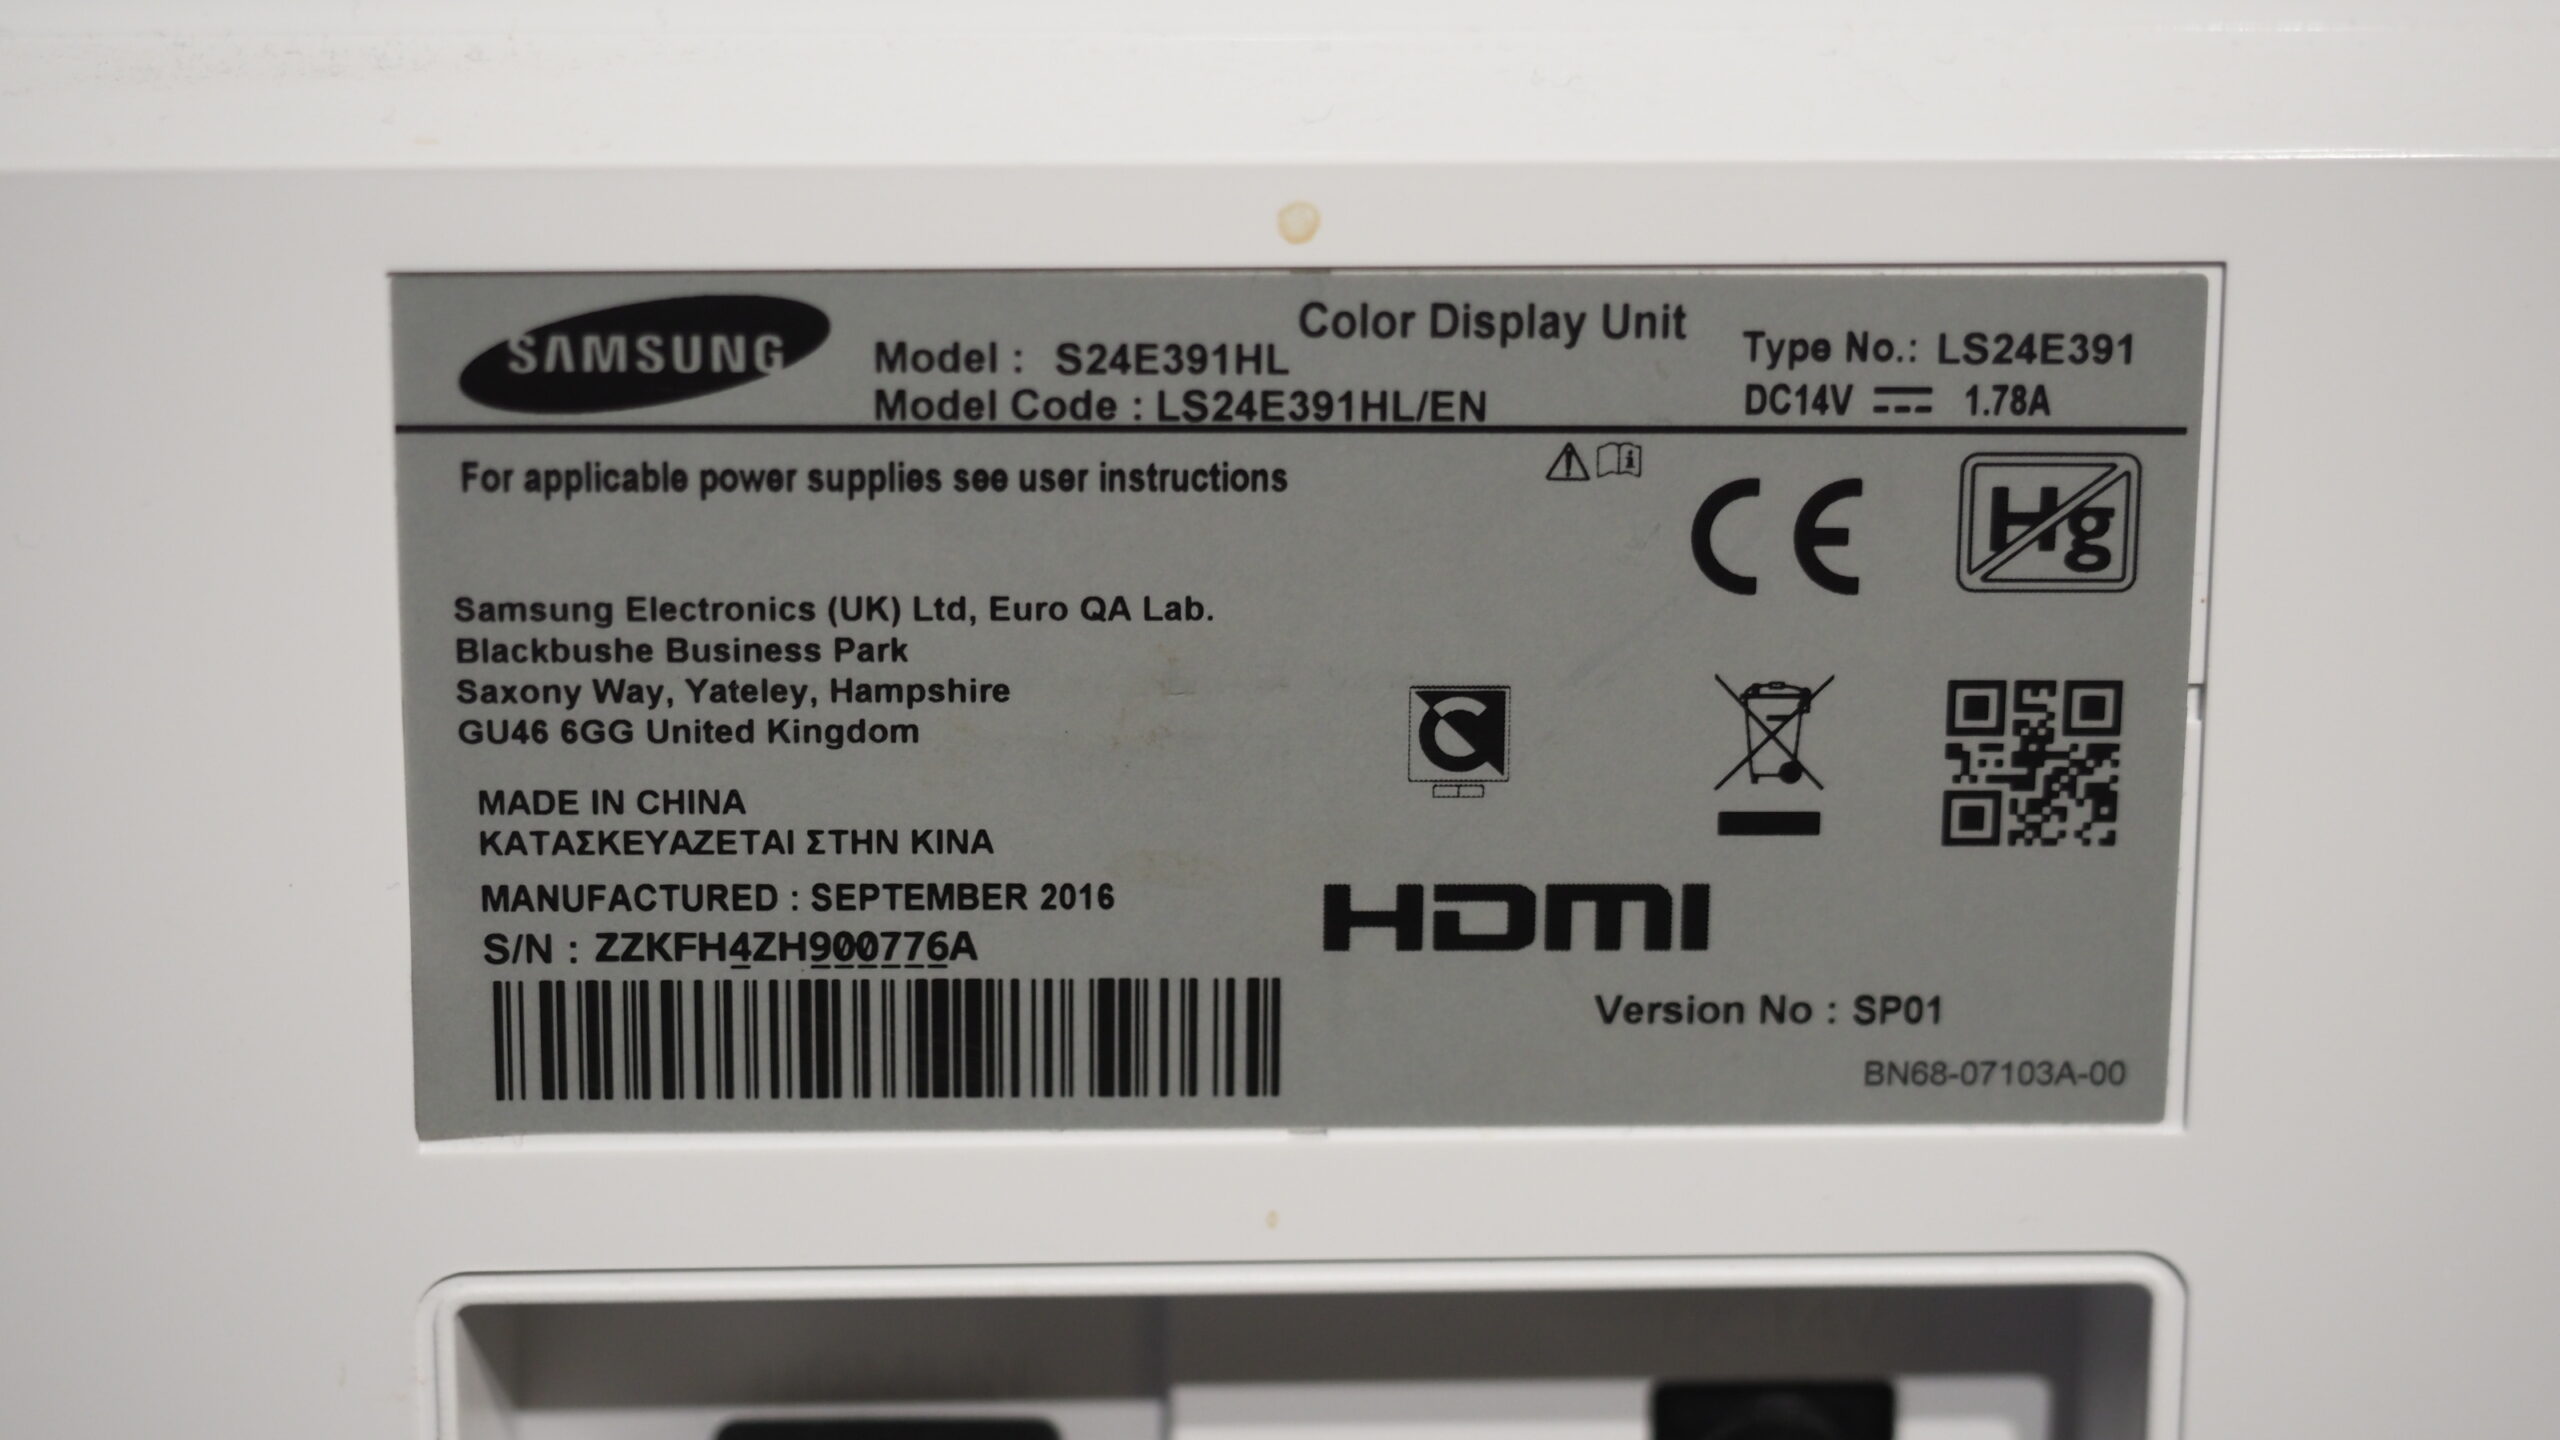 SAMSUNG
Color Display Unit
Model : S24E391HL
Model Code : LS24E391HL/EN
Type No.: LS24E391
DC14V ⎓ 1.78A
For applicable power supplies see user instructions
CE
Hg
Samsung Electronics (UK) Ltd, Euro QA Lab.
Blackbushe Business Park
Saxony Way, Yateley, Hampshire
GU46 6GG United Kingdom
MADE IN CHINA
ΚΑΤΑΣΚΕΥΑΖΕΤΑΙ ΣΤΗΝ ΚΙΝΑ
MANUFACTURED : SEPTEMBER 2016
S/N : ZZKFH4ZH900776A
HDMI
Version No : SP01
BN68-07103A-00